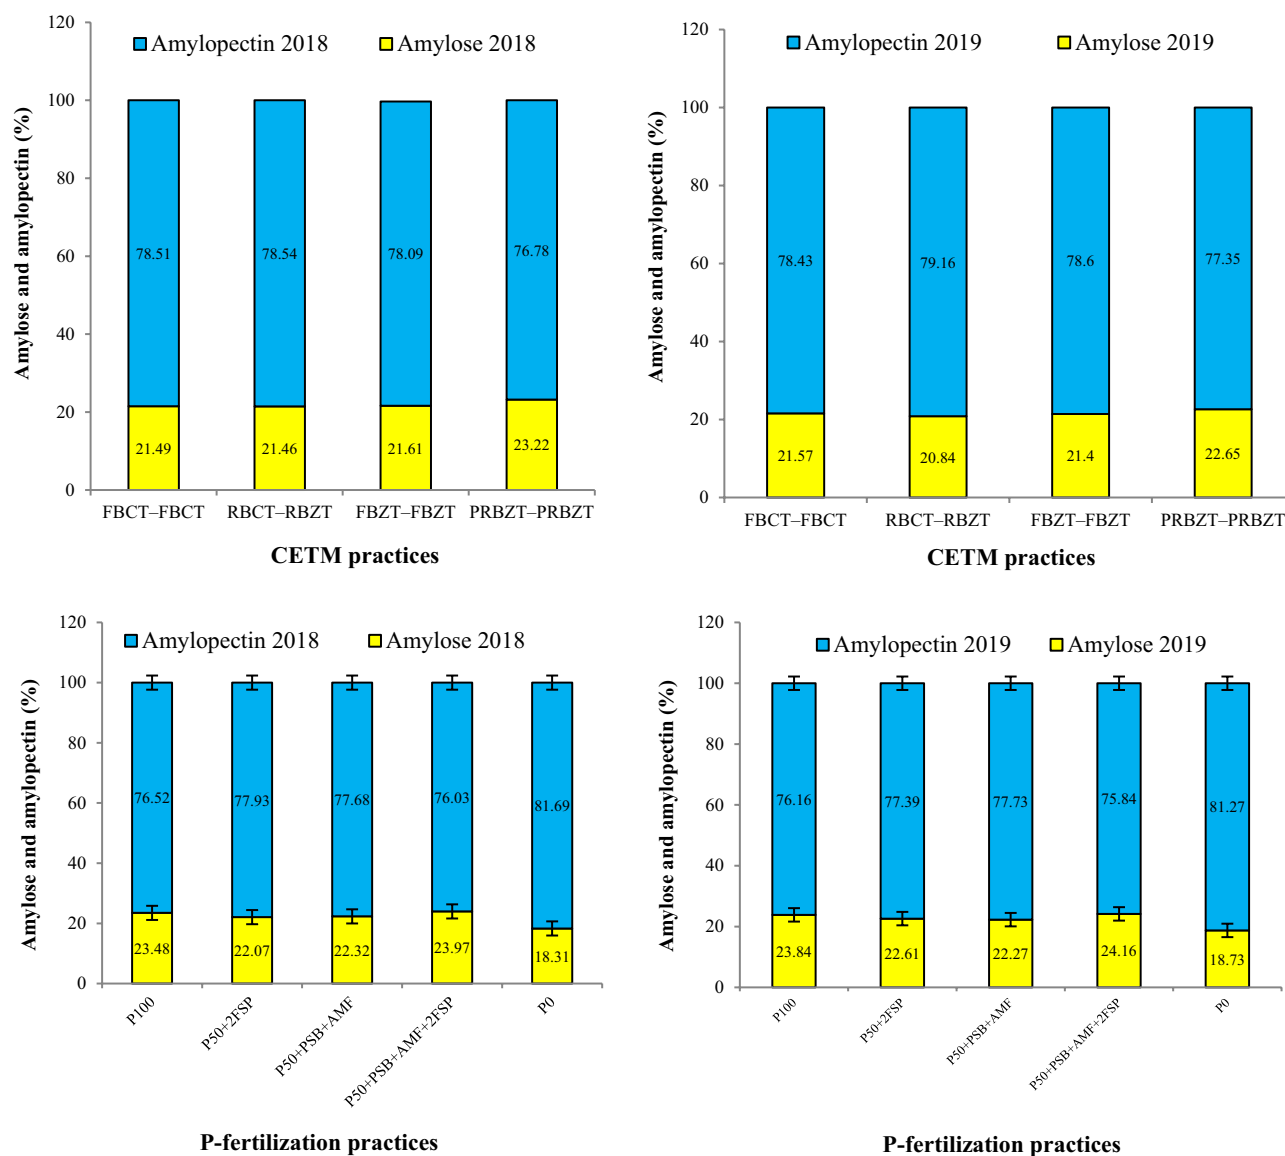 Amylopectin 2018 Amylose 2018
Amylose and amylopectin (%)
120
100
80
60
40
20
0
78.51 78.54 78.09 76.78
21.49 21.46 21.61 23.22
FBCT–FBCT RBCT–RBZT FBZT–FBZT PRBZT–PRBZT
CETM practices
Amylopectin 2019 Amylose 2019
Amylose and amylopectin (%)
120
100
80
60
40
20
0
78.43 79.16 78.6 77.35
21.57 20.84 21.4 22.65
FBCT–FBCT RBCT–RBZT FBZT–FBZT PRBZT–PRBZT
CETM practices
Amylopectin 2018 Amylose 2018
Amylose and amylopectin (%)
120
100
80
60
40
20
0
76.52 77.93 77.68 76.03 81.69
23.48 22.07 22.32 23.97 18.31
P100 P50+2FSP P50+PSB+AMF P50+PSB+AMF+2FSP P0
P-fertilization practices
Amylopectin 2019 Amylose 2019
Amylose and amylopectin (%)
120
100
80
60
40
20
0
76.16 77.39 77.73 75.84 81.27
23.84 22.61 22.27 24.16 18.73
P100 P50+2FSP P50+PSB+AMF P50+PSB+AMF+2FSP P0
P-fertilization practices